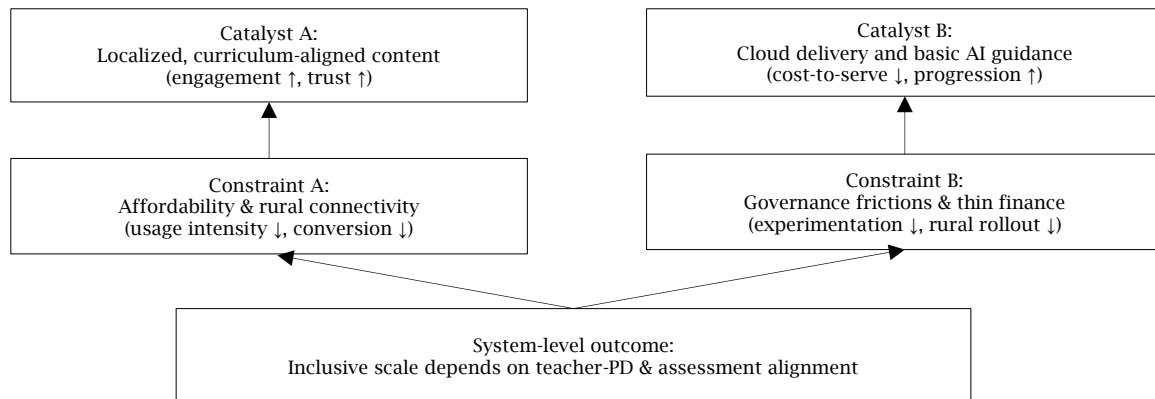 Catalyst A:
Localized, curriculum-aligned content
(engagement ↑, trust ↑)
Catalyst B:
Cloud delivery and basic AI guidance
(cost-to-serve ↓, progression ↑)
Constraint A:
Affordability & rural connectivity
(usage intensity ↓, conversion ↓)
Constraint B:
Governance frictions & thin finance
(experimentation ↓, rural rollout ↓)
System-level outcome:
Inclusive scale depends on teacher-PD & assessment alignment